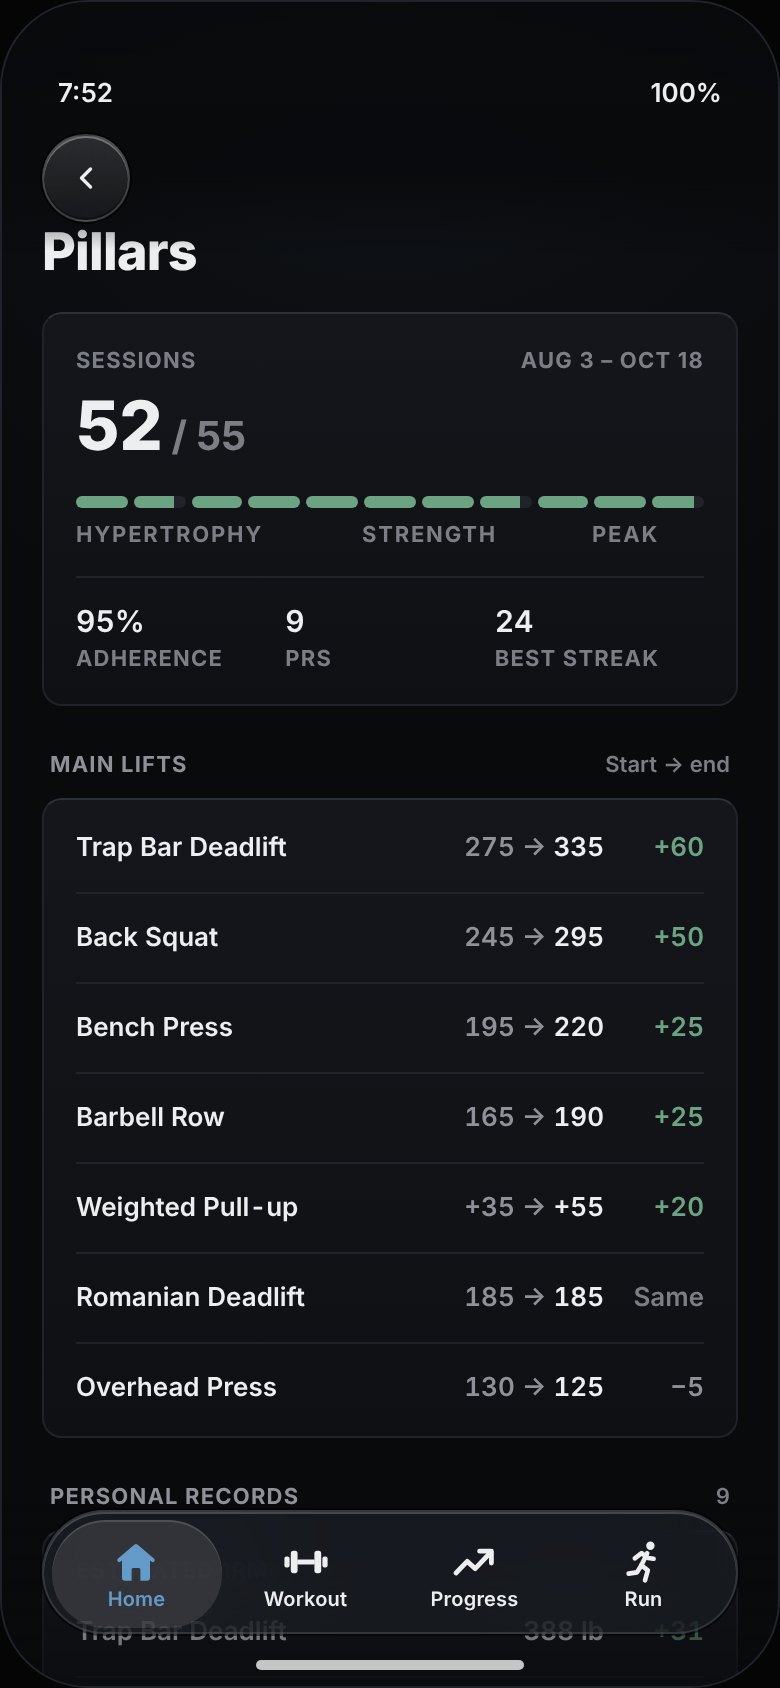 7:52 100%
Pillars
SESSIONS AUG 3 – OCT 18
52 / 55
HYPERTROPHY STRENGTH PEAK
95% 9 24
ADHERENCE PRS BEST STREAK
MAIN LIFTS Start → end
Trap Bar Deadlift 275 → 335 +60
Back Squat 245 → 295 +50
Bench Press 195 → 220 +25
Barbell Row 165 → 190 +25
Weighted Pull-up +35 → +55 +20
Romanian Deadlift 185 → 185 Same
Overhead Press 130 → 125 −5
PERSONAL RECORDS 9
ESTIMATED 1RM
Home Workout Progress Run
Trap Bar Deadlift 388 lb +31